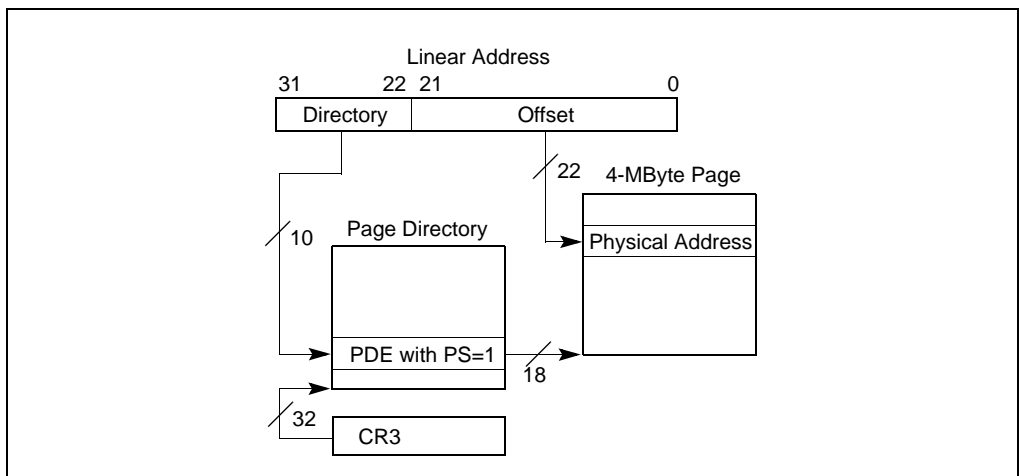 Linear Address
31 22 21 0
Directory Offset
22
4-MByte Page
10
Page Directory
Physical Address
PDE with PS=1
18
32
CR3